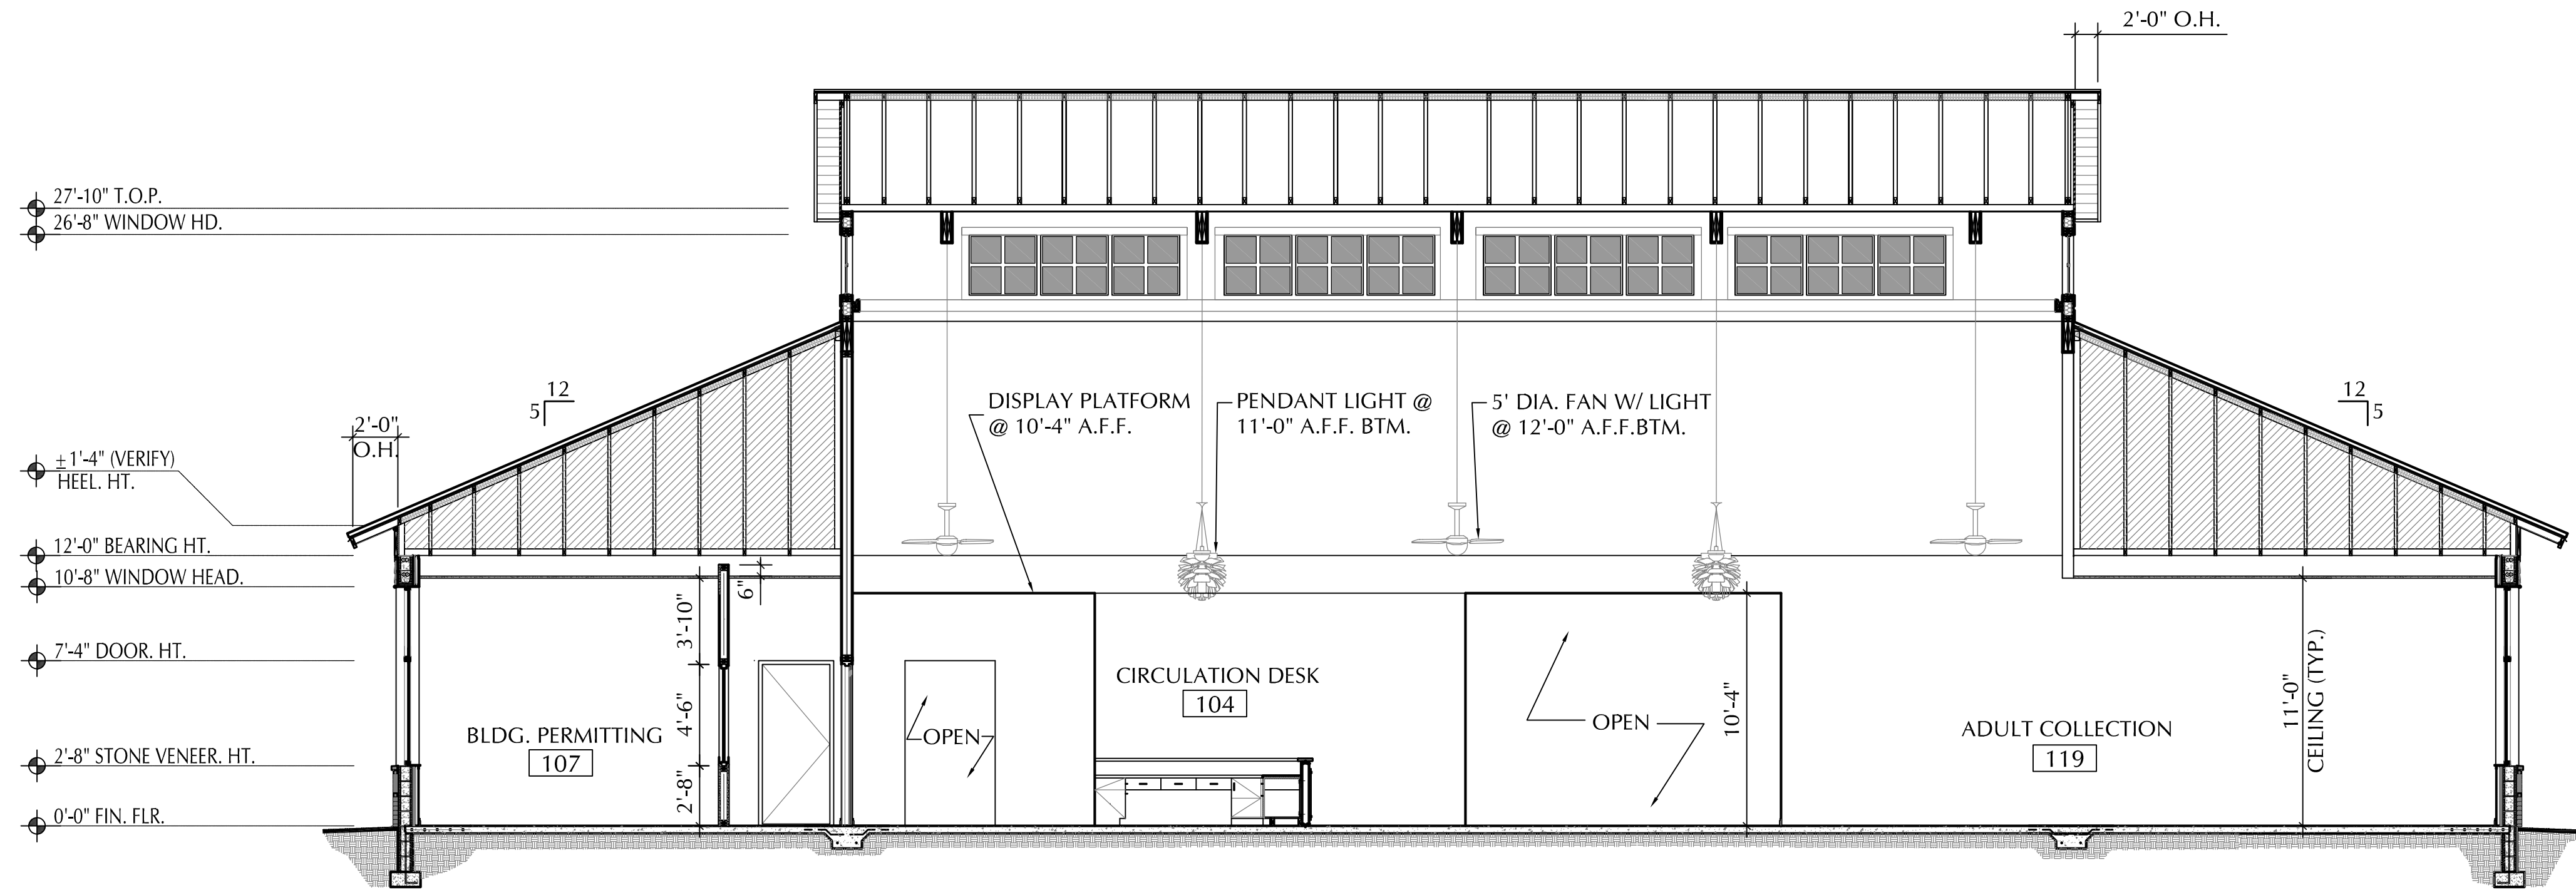 2'-0" O.H.
27'-10" T.O.P.
26'-8" WINDOW HD.
12
5
2'-0"
O.H.
±1'-4" (VERIFY)
HEEL. HT.
12'-0" BEARING HT.
10'-8" WINDOW HEAD.
7'-4" DOOR. HT.
2'-8" STONE VENEER. HT.
0'-0" FIN. FLR.
DISPLAY PLATFORM
@ 10'-4" A.F.F.
PENDANT LIGHT @
11'-0" A.F.F. BTM.
5' DIA. FAN W/ LIGHT
@ 12'-0" A.F.F.BTM.
12
5
6"
3'-10"
4'-6"
2'-8"
BLDG. PERMITTING
107
OPEN
CIRCULATION DESK
104
OPEN
10'-4"
ADULT COLLECTION
119
11'-0"
CEILING (TYP.)